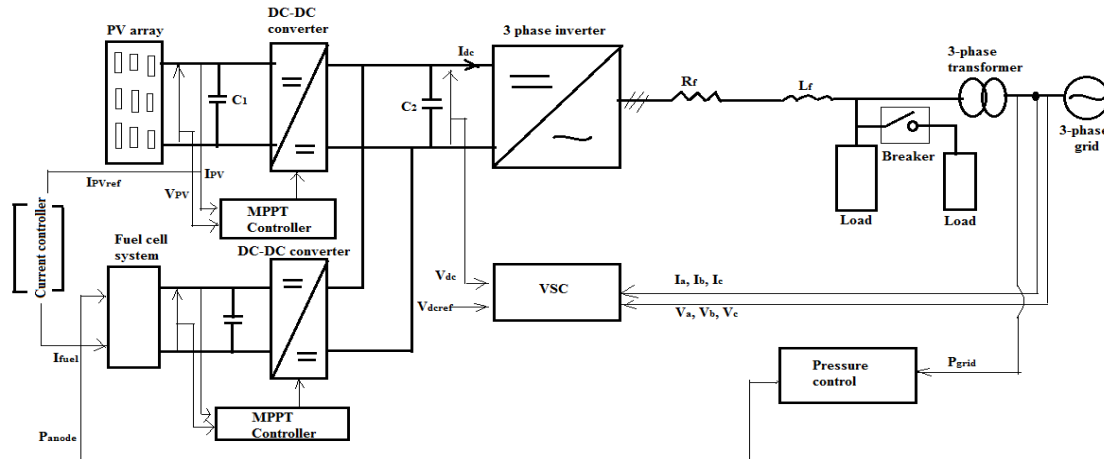 PV array
DC-DC
converter
3 phase inverter
Idc
C1
C2
Rf
Lf
3-phase
transformer
3-phase
grid
Breaker
Load
Load
IPVref
IPV
VPV
MPPT
Controller
Current controller
Fuel cell
system
DC-DC converter
Vdc
Vdcref
VSC
Ia, Ib, Ic
Va, Vb, Vc
Ifuel
Pressure
control
Pgrid
MPPT
Controller
Panode